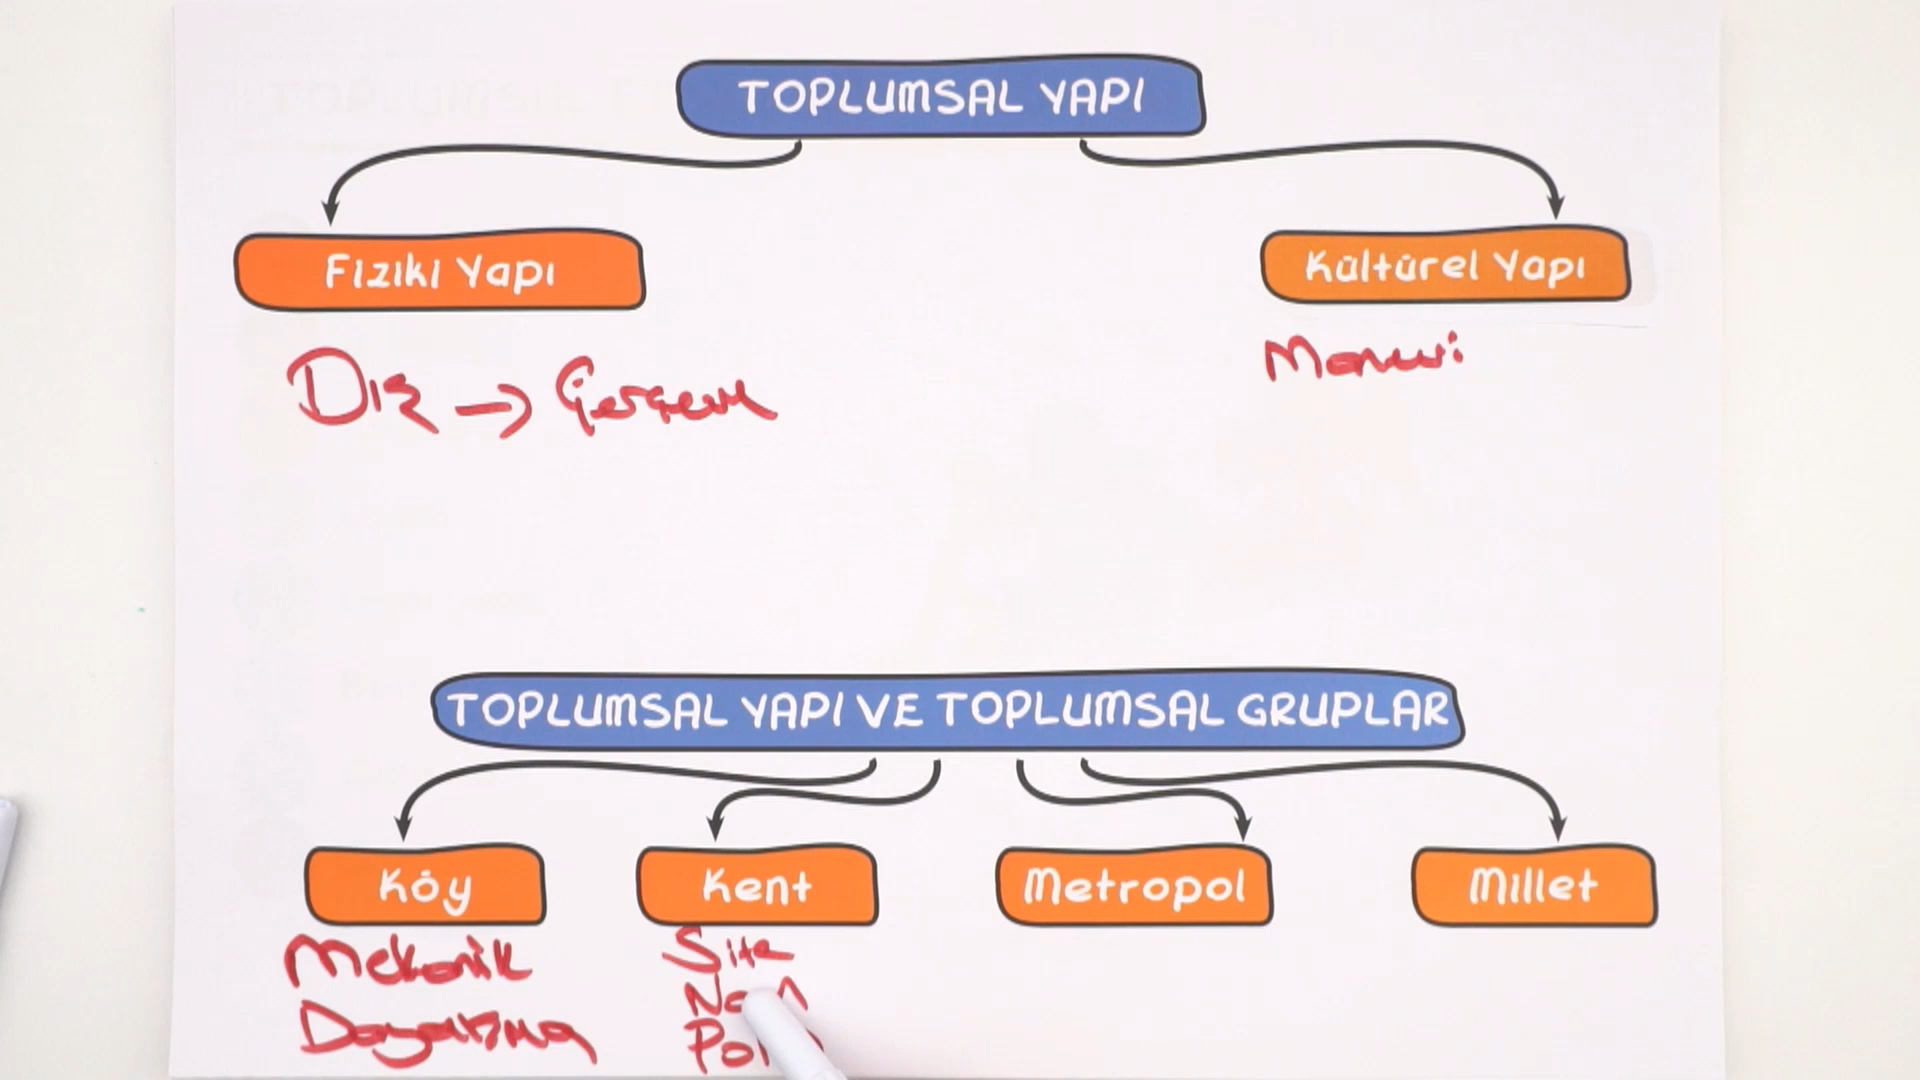 TOPLUMSAL YAPI
Fiziki Yapı
Kültürel Yapı
Dış → Çerçeve
Manevi
TOPLUMSAL YAPI VE TOPLUMSAL GRUPLAR
Köy
Kent
Metropol
Millet
Mekanik
Dayanışma
Site